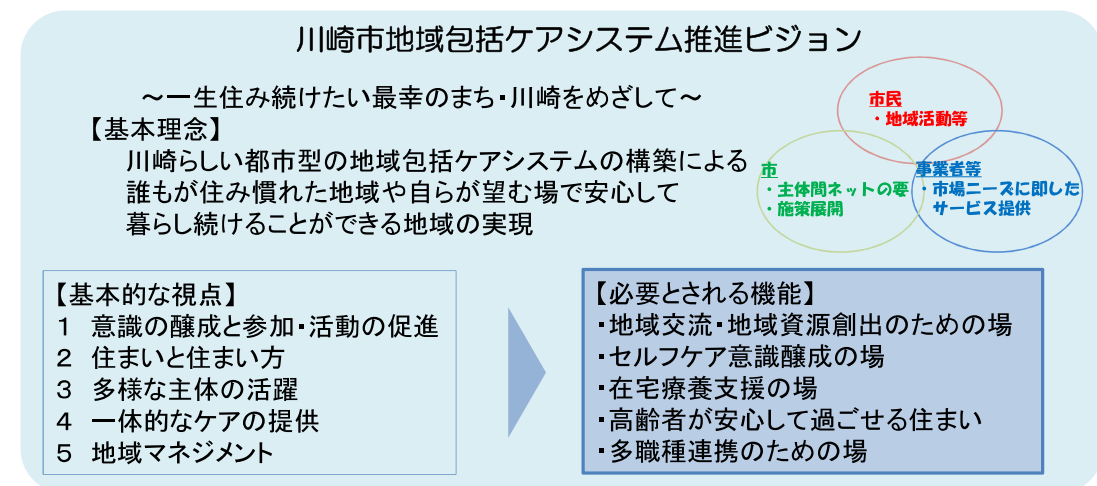 川崎市地域包括ケアシステム推進ビジョン
～一生住み続けたい最幸のまち・川崎をめざして～
【基本理念】
川崎らしい都市型の地域包括ケアシステムの構築による
誰もが住み慣れた地域や自らが望む場で安心して
暮らし続けることができる地域の実現
市民
・地域活動等
市
・主体間ネットの要
・施策展開
事業者等
・市場ニーズに即した
サービス提供
【基本的な視点】
1 意識の醸成と参加・活動の促進
2 住まいと住まい方
3 多様な主体の活躍
4 一体的なケアの提供
5 地域マネジメント
【必要とされる機能】
・地域交流・地域資源創出のための場
・セルフケア意識醸成の場
・在宅療養支援の場
・高齢者が安心して過ごせる住まい
・多職種連携のための場